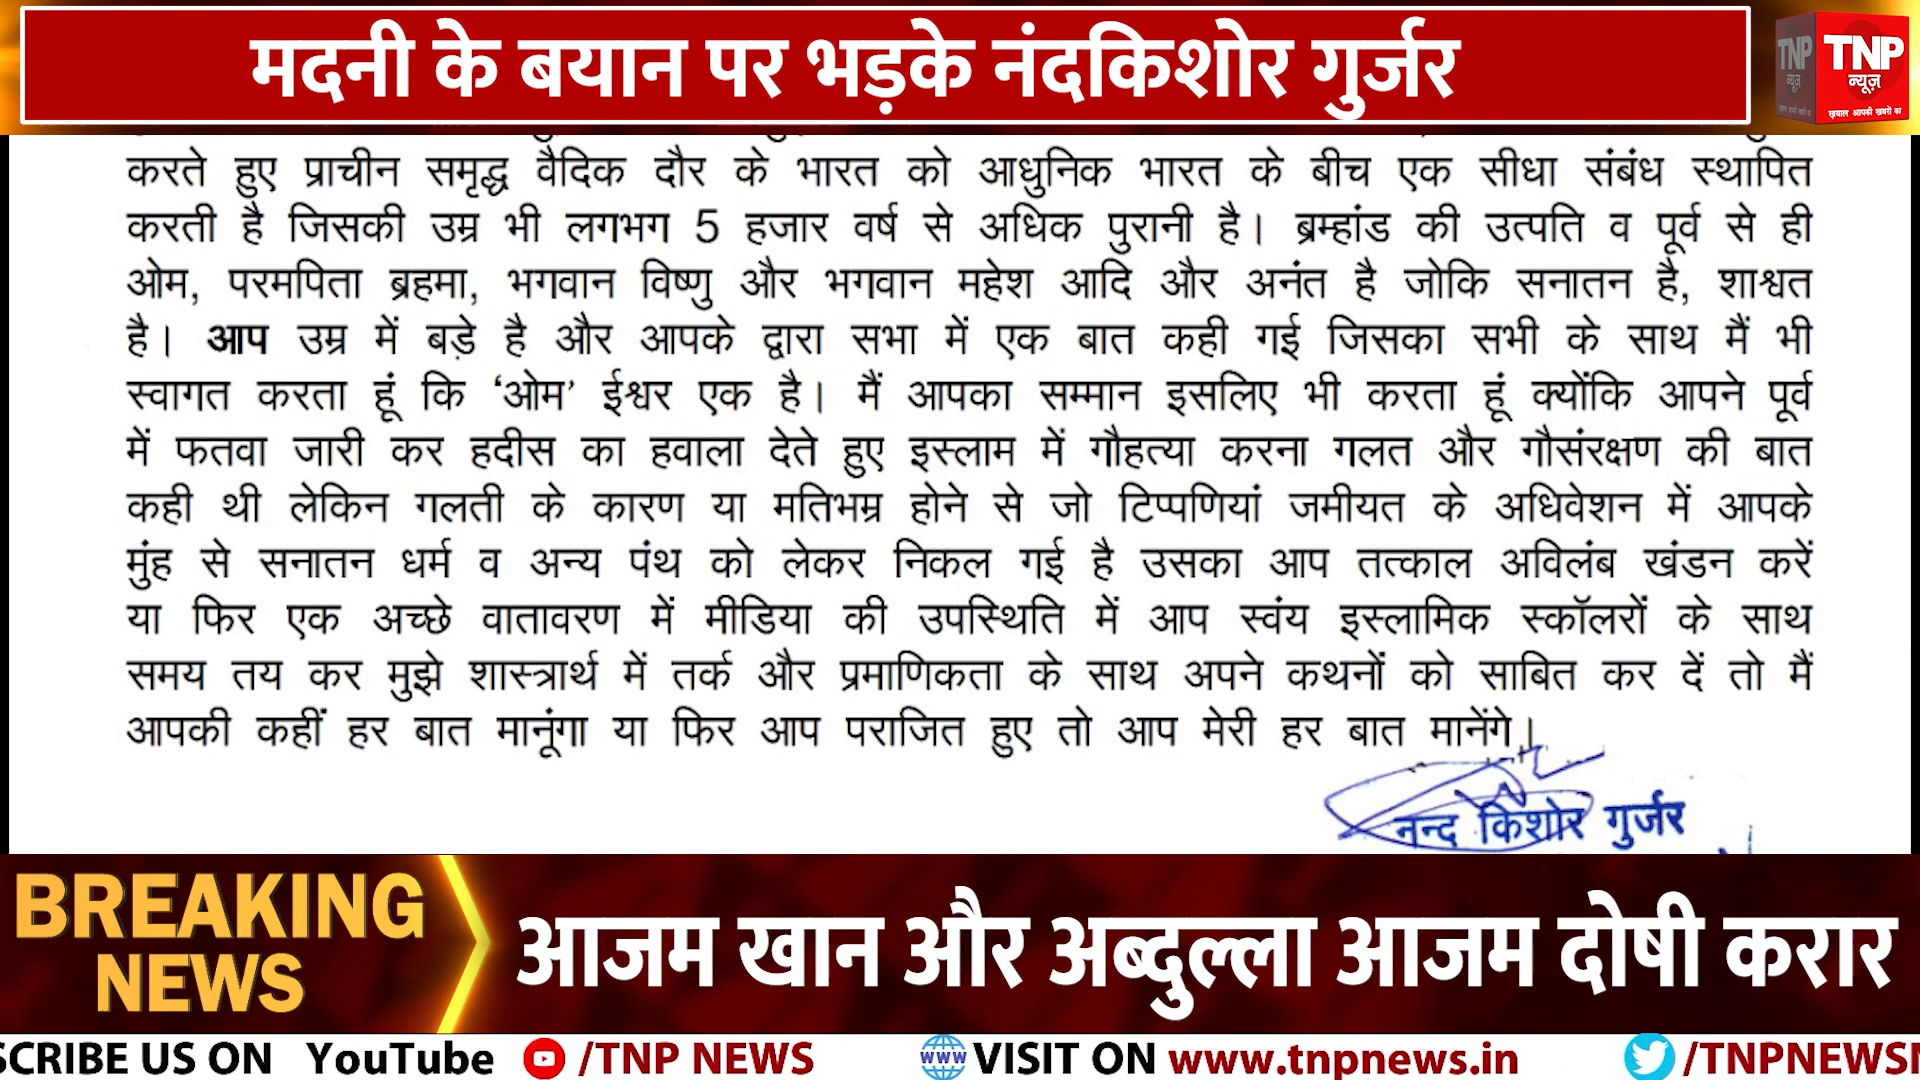 मदनी के बयान पर भड़के नंदकिशोर गुर्जर
TNP
न्यूज़
TNP
न्यूज़
ख़याल आपकी खबरों का
करते हुए प्राचीन समृद्ध वैदिक दौर के भारत को आधुनिक भारत के बीच एक सीधा संबंध स्थापित
करती है जिसकी उम्र भी लगभग 5 हजार वर्ष से अधिक पुरानी है। ब्रम्हांड की उत्पति व पूर्व से ही
ओम, परमपिता ब्रहमा, भगवान विष्णु और भगवान महेश आदि और अनंत है जोकि सनातन है, शाश्वत
है। आप उम्र में बड़े है और आपके द्वारा सभा में एक बात कही गई जिसका सभी के साथ मैं भी
स्वागत करता हूं कि ‘ओम’ ईश्वर एक है। मैं आपका सम्मान इसलिए भी करता हूं क्योंकि आपने पूर्व
में फतवा जारी कर हदीस का हवाला देते हुए इस्लाम में गौहत्या करना गलत और गौसंरक्षण की बात
कही थी लेकिन गलती के कारण या मतिभम्र होने से जो टिप्पणियां जमीयत के अधिवेशन में आपके
मुंह से सनातन धर्म व अन्य पंथ को लेकर निकल गई है उसका आप तत्काल अविलंब खंडन करें
या फिर एक अच्छे वातावरण में मीडिया की उपस्थिति में आप स्वंय इस्लामिक स्कॉलरों के साथ
समय तय कर मुझे शास्त्रार्थ में तर्क और प्रमाणिकता के साथ अपने कथनों को साबित कर दें तो मैं
आपकी कहीं हर बात मानूंगा या फिर आप पराजित हुए तो आप मेरी हर बात मानेंगे।
नन्द किशोर गुर्जर
BREAKING
NEWS
आजम खान और अब्दुल्ला आजम दोषी करार
SCRIBE US ON YouTube /TNP NEWS www VISIT ON www.tnpnews.in /TNPNEWSN